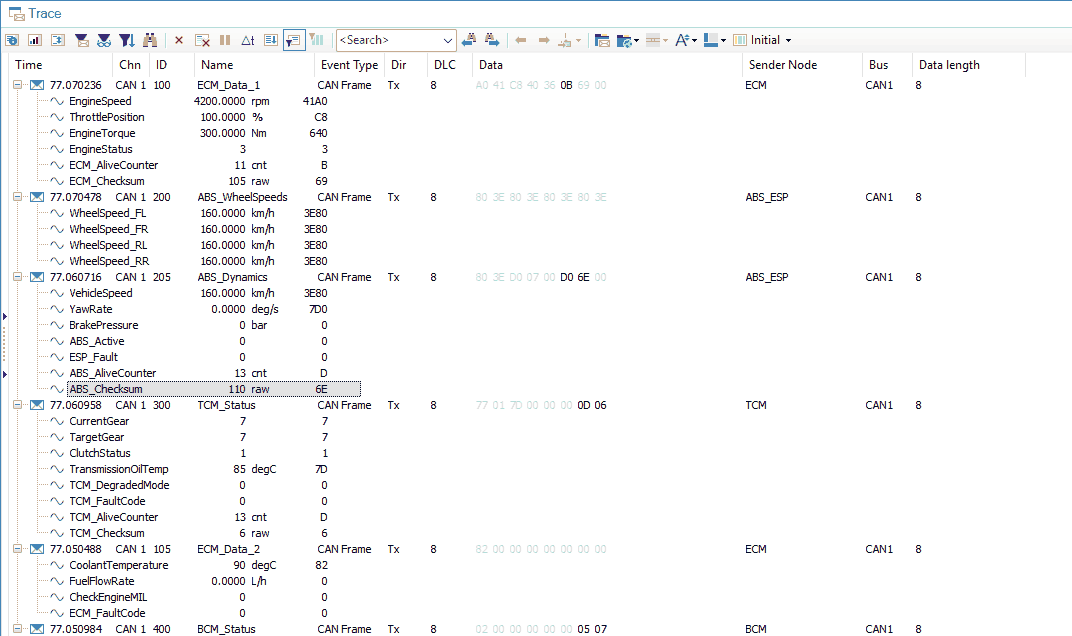 Trace
<Search> Initial
Time Chn ID Name Event Type Dir DLC Data Sender Node Bus Data length
77.070236 CAN 1 100 ECM_Data_1 CAN Frame Tx 8 A0 41 C8 40 36 0B 69 00 ECM CAN1 8
EngineSpeed 4200.0000 rpm 41A0
ThrottlePosition 100.0000 % C8
EngineTorque 300.0000 Nm 640
EngineStatus 3 3
ECM_AliveCounter 11 cnt B
ECM_Checksum 105 raw 69
77.070478 CAN 1 200 ABS_WheelSpeeds CAN Frame Tx 8 80 3E 80 3E 80 3E 80 3E ABS_ESP CAN1 8
WheelSpeed_FL 160.0000 km/h 3E80
WheelSpeed_FR 160.0000 km/h 3E80
WheelSpeed_RL 160.0000 km/h 3E80
WheelSpeed_RR 160.0000 km/h 3E80
77.060716 CAN 1 205 ABS_Dynamics CAN Frame Tx 8 80 3E D0 07 00 D0 6E 00 ABS_ESP CAN1 8
VehicleSpeed 160.0000 km/h 3E80
YawRate 0.0000 deg/s 7D0
BrakePressure 0 bar 0
ABS_Active 0 0
ESP_Fault 0 0
ABS_AliveCounter 13 cnt D
ABS_Checksum 110 raw 6E
77.060958 CAN 1 300 TCM_Status CAN Frame Tx 8 77 01 7D 00 00 00 0D 06 TCM CAN1 8
CurrentGear 7 7
TargetGear 7 7
ClutchStatus 1 1
TransmissionOilTemp 85 degC 7D
TCM_DegradedMode 0 0
TCM_FaultCode 0 0
TCM_AliveCounter 13 cnt D
TCM_Checksum 6 raw 6
77.050488 CAN 1 105 ECM_Data_2 CAN Frame Tx 8 82 00 00 00 00 00 00 00 ECM CAN1 8
CoolantTemperature 90 degC 82
FuelFlowRate 0.0000 L/h 0
CheckEngineMIL 0 0
ECM_FaultCode 0 0
77.050984 CAN 1 400 BCM_Status CAN Frame Tx 8 02 00 00 00 00 00 05 07 BCM CAN1 8